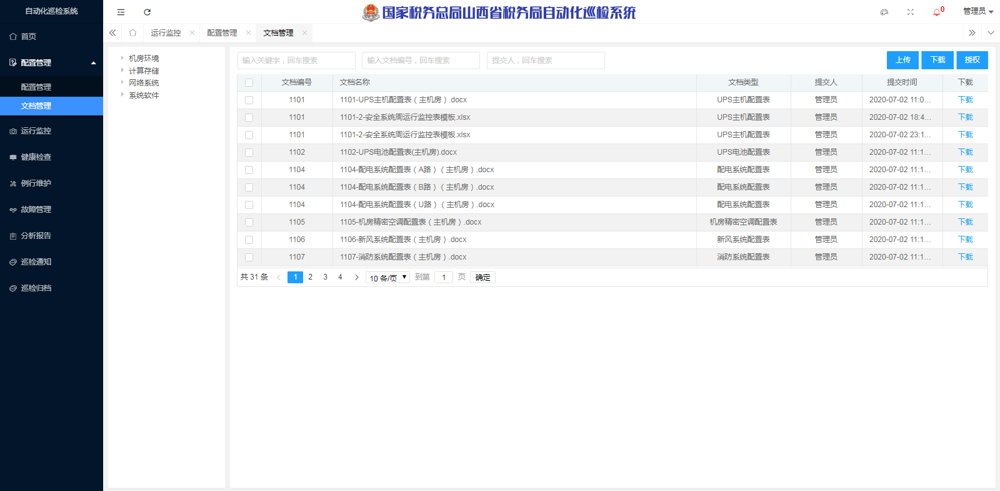 自动化巡检系统
国家税务总局山西省税务局自动化巡检系统
0
管理员
首页
配置管理
配置管理
文档管理
运行监控
健康检查
例行维护
故障管理
分析报告
巡检通知
巡检归档
运行监控
配置管理
文档管理
机房环境
计算存储
网络系统
系统软件
输入关键字，回车搜索
输入文档编号，回车搜索
提交人，回车搜索
上传 下载 授权
文档编号 文档名称 文档类型 提交人 提交时间 下载
1101 1101-UPS主机配置表（主机房）.docx UPS主机配置表 管理员 2020-07-02 11:0... 下载
1101 1101-2-安全系统周运行监控表模板.xlsx UPS主机配置表 管理员 2020-07-02 18:4... 下载
1101 1101-2-安全系统周运行监控表模板.xlsx UPS主机配置表 管理员 2020-07-02 23:1... 下载
1102 1102-UPS电池配置表(主机房).docx UPS电池配置表 管理员 2020-07-02 11:1... 下载
1104 1104-配电系统配置表（A路）（主机房）.docx 配电系统配置表 管理员 2020-07-02 11:1... 下载
1104 1104-配电系统配置表（B路）（主机房）.docx 配电系统配置表 管理员 2020-07-02 11:1... 下载
1104 1104-配电系统配置表（U路）（主机房）.docx 配电系统配置表 管理员 2020-07-02 11:1... 下载
1105 1105-机房精密空调配置表（主机房）.docx 机房精密空调配置表 管理员 2020-07-02 11:1... 下载
1106 1106-新风系统配置表（主机房）.docx 新风系统配置表 管理员 2020-07-02 11:1... 下载
1107 1107-消防系统配置表（主机房）.docx 消防系统配置表 管理员 2020-07-02 11:1... 下载
共 31 条 1 2 3 4 10 条/页 到第 1 页 确定